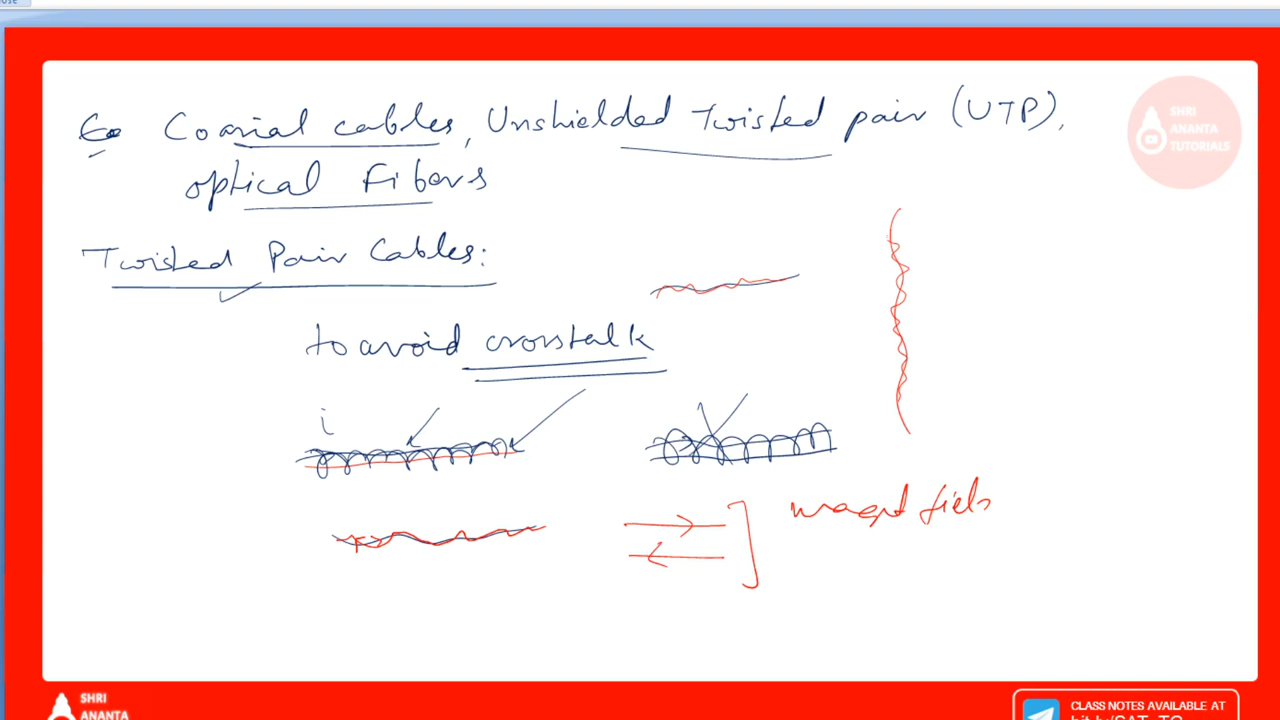 Coaxial cables, Unshielded Twisted pair (UTP),
optical Fibers
Twisted Pair Cables:
to avoid crosstalk
i
SHRI
ANANTA
TUTORIALS
SHRI
ANANTA
CLASS NOTES AVAILABLE AT